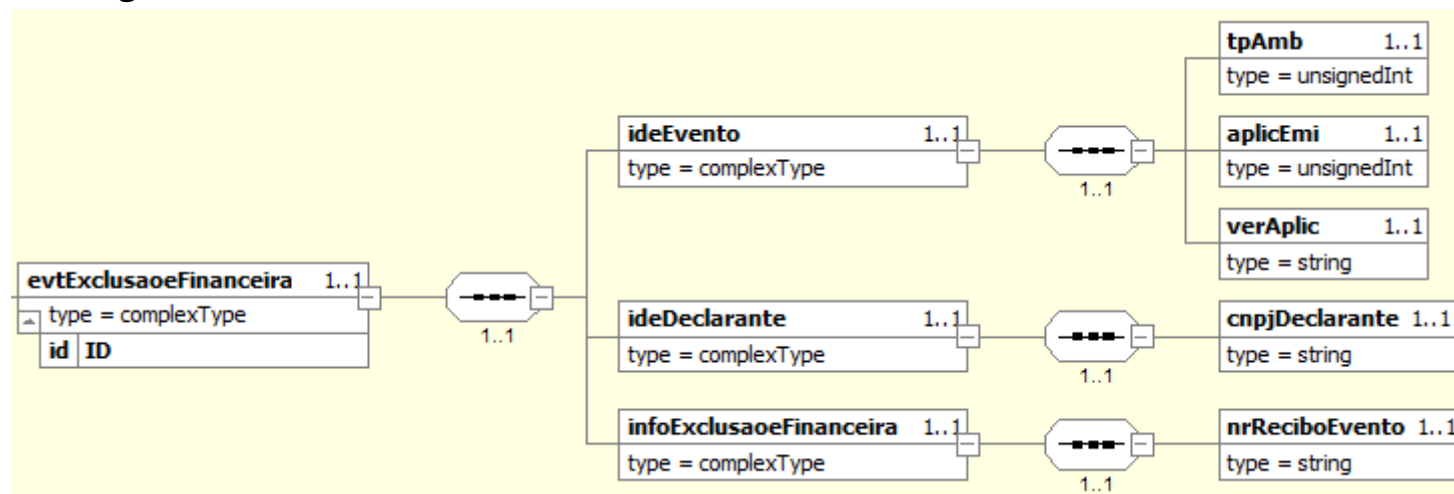 tpAmb 1..1
type = unsignedInt
ideEvento 1..1
type = complexType
1..1
aplicEmi 1..1
type = unsignedInt
verAplic 1..1
type = string
evtExclusaoeFinanceira 1..1
type = complexType
id ID
1..1
ideDeclarante 1..1
type = complexType
1..1
cnpjDeclarante 1..1
type = string
infoExclusaoeFinanceira 1..1
type = complexType
1..1
nrReciboEvento 1..1
type = string